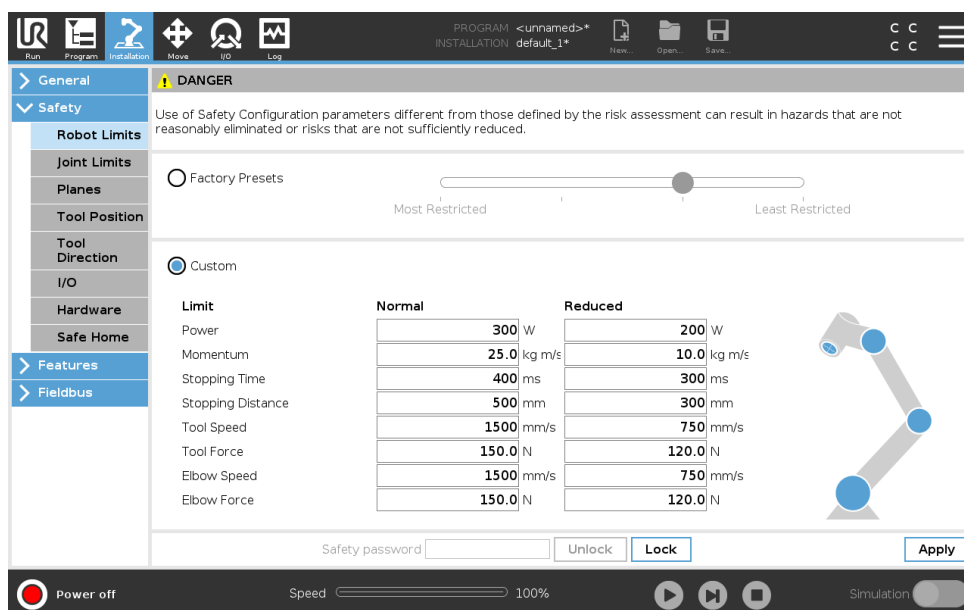 UR
PROGRAM <unnamed>*
INSTALLATION default_1*
Run Program Installation Move I/O Log New... Open... Save...
C C
C C
General
Safety
Robot Limits
Joint Limits
Planes
Tool Position
Tool
Direction
I/O
Hardware
Safe Home
Features
Fieldbus
DANGER
Use of Safety Configuration parameters different from those defined by the risk assessment can result in hazards that are not
reasonably eliminated or risks that are not sufficiently reduced.
Factory Presets
Most Restricted Least Restricted
Custom
Limit Normal Reduced
Power 300 W 200 W
Momentum 25.0 kg m/s 10.0 kg m/s
Stopping Time 400 ms 300 ms
Stopping Distance 500 mm 300 mm
Tool Speed 1500 mm/s 750 mm/s
Tool Force 150.0 N 120.0 N
Elbow Speed 1500 mm/s 750 mm/s
Elbow Force 150.0 N 120.0 N
Safety password Unlock Lock Apply
Power off Speed 100% Simulation